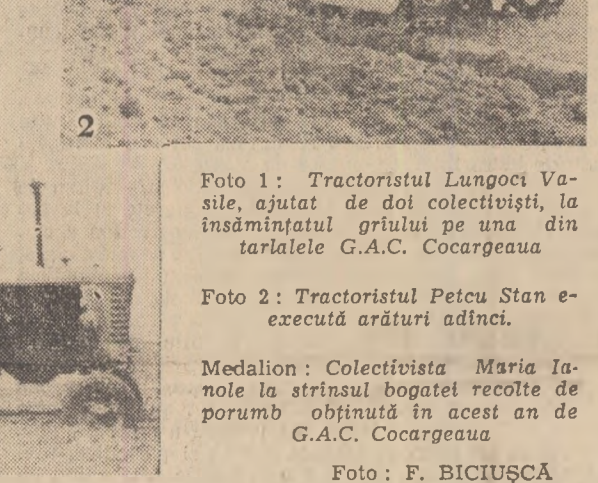 2
Foto 1 : Tractoristul Lungoci Va-
sile, ajutat de doi colectiviști, la
însămînțatul grîului pe una din
tarlalele G.A.C. Cocargeaua
Foto 2 : Tractoristul Petcu Stan e-
execută arături adînci.
Medalion : Colectivista Maria Ia-
nole la strînsul bogatei recolte de
porumb obținută în acest an de
G.A.C. Cocargeaua
Foto : F. BICIUȘCĂ